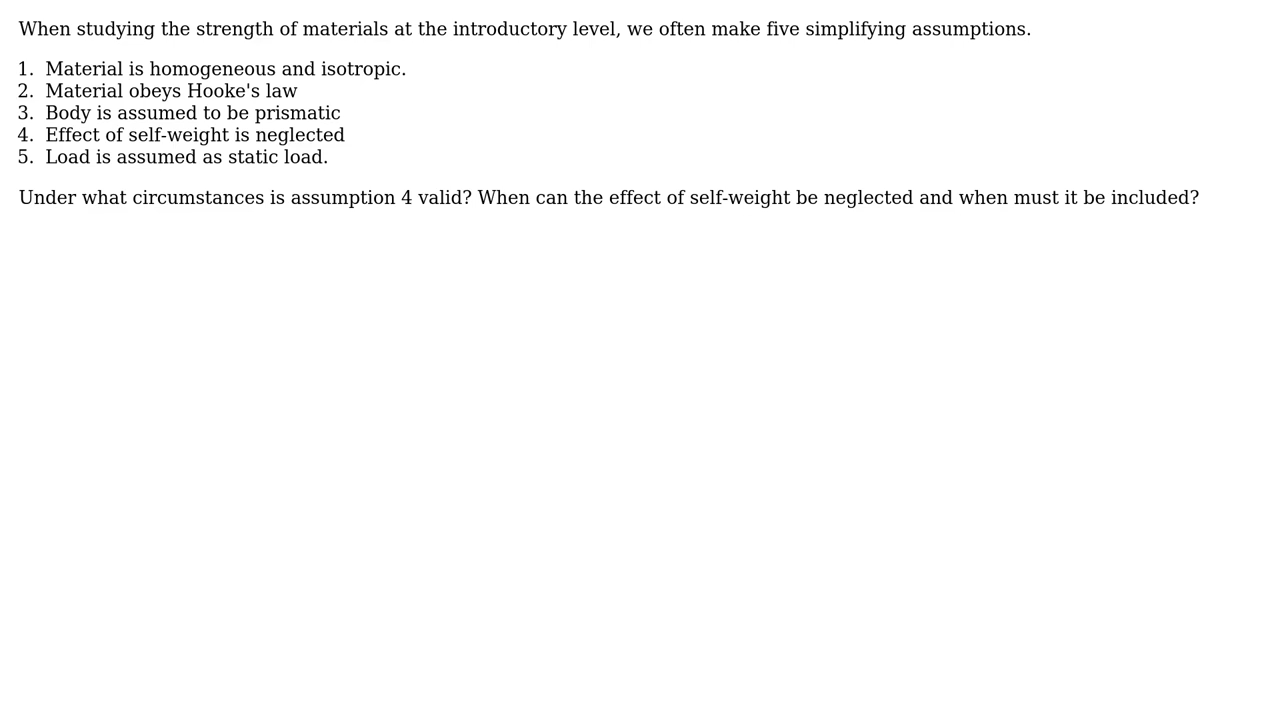 When studying the strength of materials at the introductory level, we often make five simplifying assumptions.
1. Material is homogeneous and isotropic.
2. Material obeys Hooke's law
3. Body is assumed to be prismatic
4. Effect of self-weight is neglected
5. Load is assumed as static load.
Under what circumstances is assumption 4 valid? When can the effect of self-weight be neglected and when must it be included?